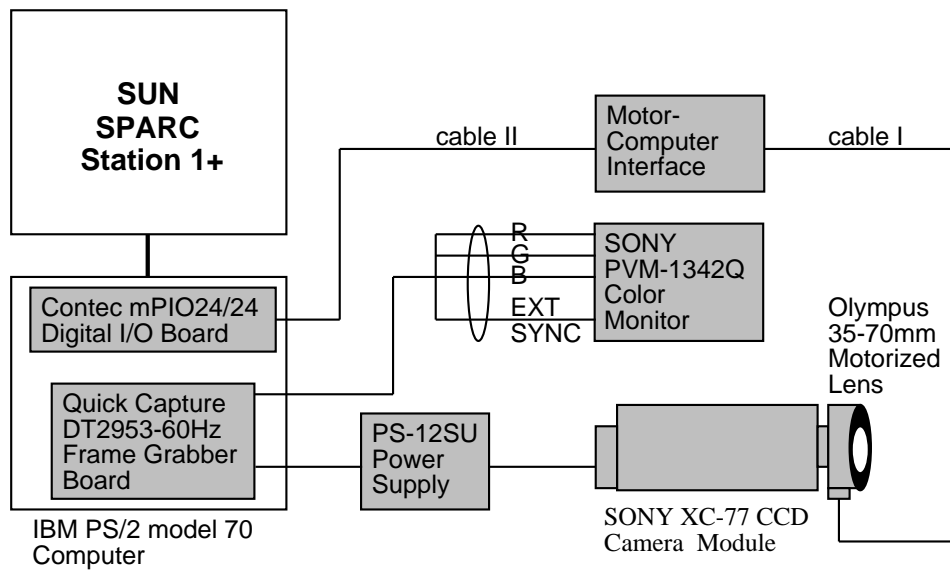 SUN
SPARC
Station 1+
cable II
Motor-
Computer
Interface
cable I
R
G
B
EXT
SYNC
SONY
PVM-1342Q
Color
Monitor
Contec mPIO24/24
Digital I/O Board
Olympus
35-70mm
Motorized
Lens
Quick Capture
DT2953-60Hz
Frame Grabber
Board
PS-12SU
Power
Supply
IBM PS/2 model 70
Computer
SONY XC-77 CCD
Camera Module